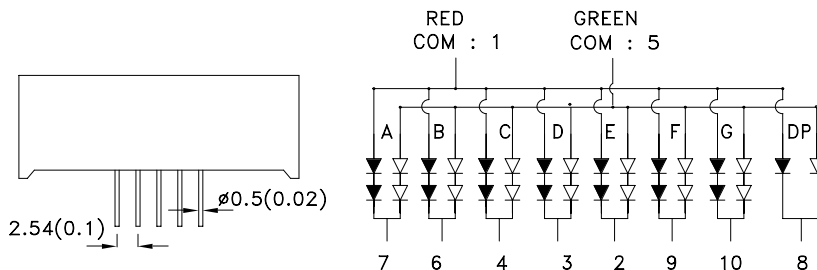 RED
COM : 1
GREEN
COM : 5
A B C D E F G DP
ø0.5(0.02)
2.54(0.1)
7 6 4 3 2 9 10 8